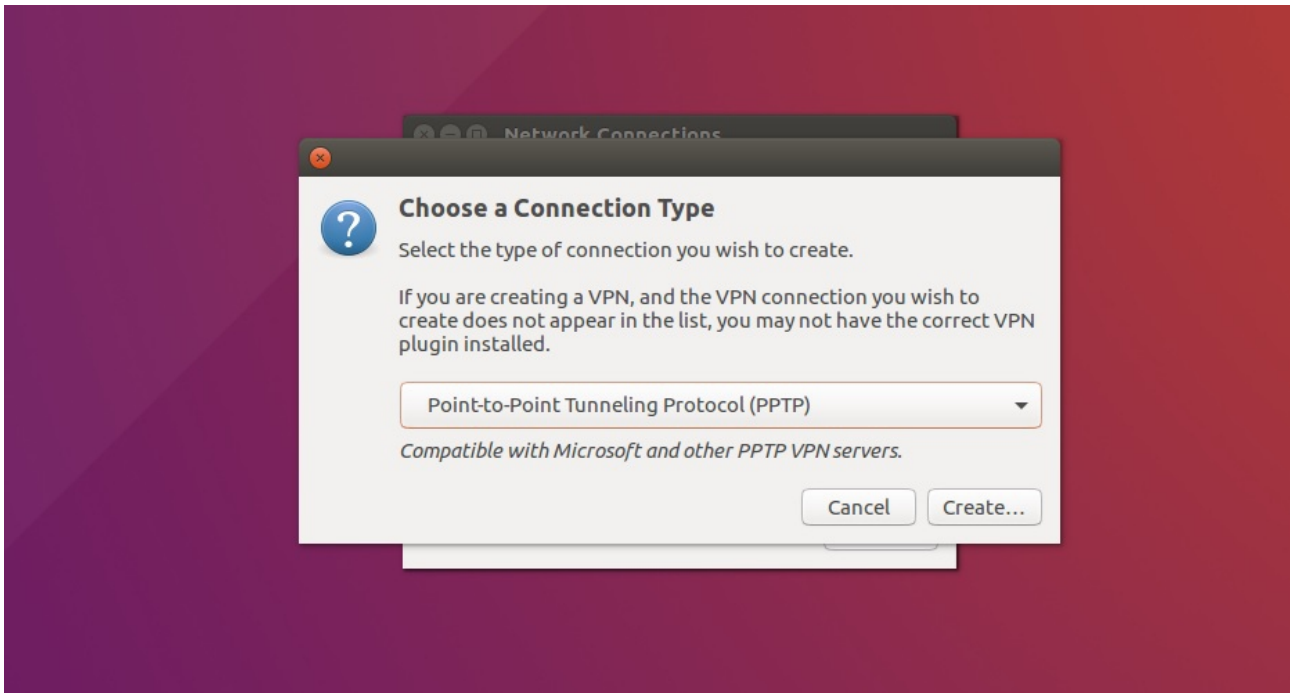 Network Connections
Choose a Connection Type
Select the type of connection you wish to create.
If you are creating a VPN, and the VPN connection you wish to
create does not appear in the list, you may not have the correct VPN
plugin installed.
Point-to-Point Tunneling Protocol (PPTP)
Compatible with Microsoft and other PPTP VPN servers.
Cancel Create...